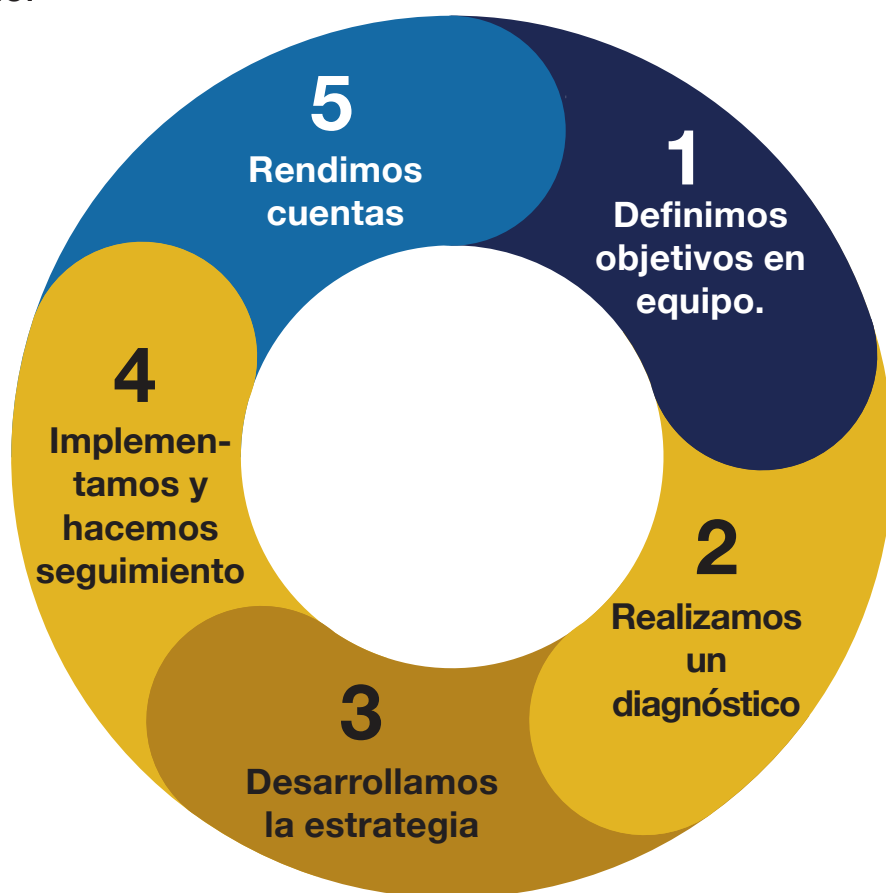 1
Definimos
objetivos en
equipo.
2
Realizamos
un
diagnóstico
3
Desarrollamos
la estrategia
4
Implemen-
tamos y
hacemos
seguimiento
5
Rendimos
cuentas